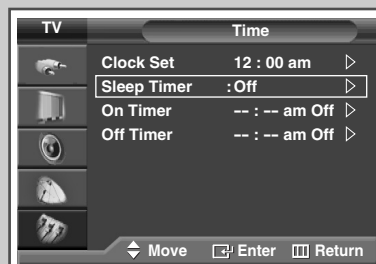 TV Time
Clock Set 12 : 00 am
Sleep Timer : Off
On Timer -- : -- am Off
Off Timer -- : -- am Off
Move Enter Return